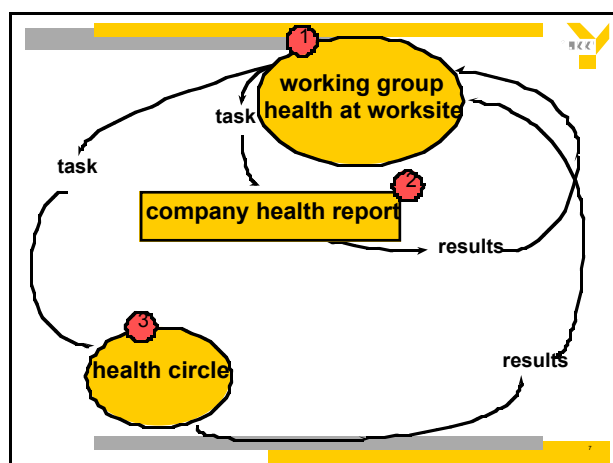 1
working group
health at worksite
task
task
2
company health report
results
3
health circle
results
7